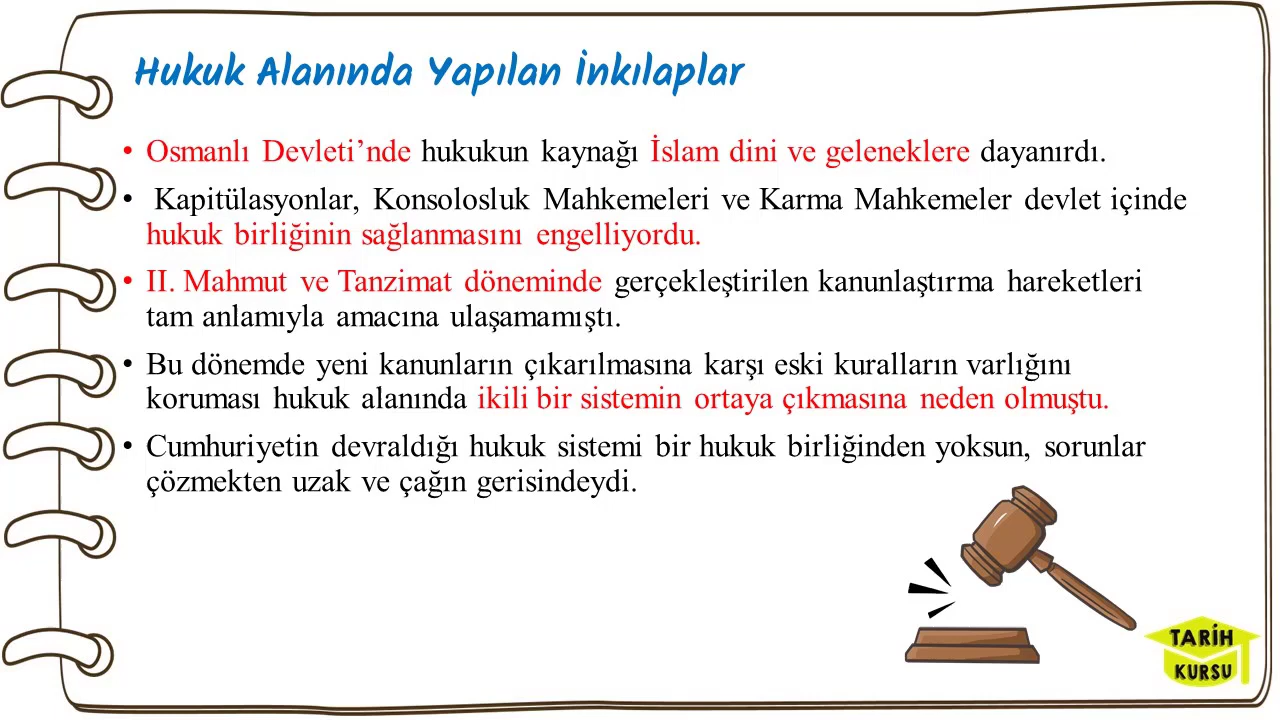 Hukuk Alanında Yapılan İnkılaplar
• Osmanlı Devleti’nde hukukun kaynağı İslam dini ve geleneklere dayanırdı.
• Kapitülasyonlar, Konsolosluk Mahkemeleri ve Karma Mahkemeler devlet içinde
hukuk birliğinin sağlanmasını engelliyordu.
• II. Mahmut ve Tanzimat döneminde gerçekleştirilen kanunlaştırma hareketleri
tam anlamıyla amacına ulaşamamıştı.
• Bu dönemde yeni kanunların çıkarılmasına karşı eski kuralların varlığını
koruması hukuk alanında ikili bir sistemin ortaya çıkmasına neden olmuştu.
• Cumhuriyetin devraldığı hukuk sistemi bir hukuk birliğinden yoksun, sorunlar
çözmekten uzak ve çağın gerisindeydi.
TARİH
KURSU